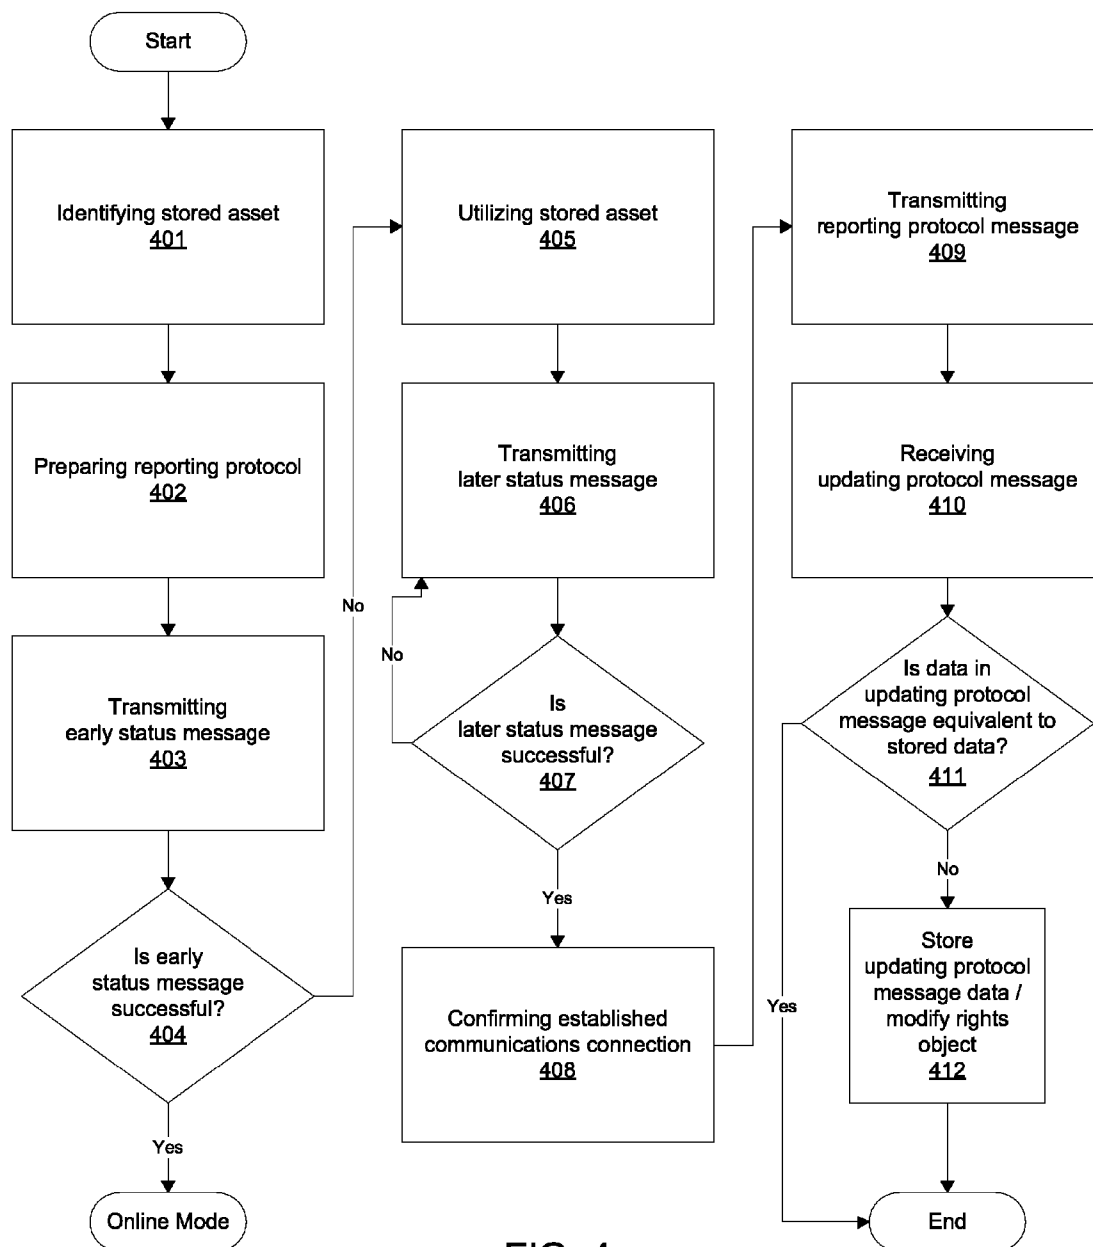 Start
Identifying stored asset
401
Preparing reporting protocol
402
Transmitting
early status message
403
Is early
status message
successful?
404
Yes
Online Mode
No
Utilizing stored asset
405
Transmitting
later status message
406
No
Is
later status message
successful?
407
Yes
Confirming established
communications connection
408
Transmitting
reporting protocol message
409
Receiving
updating protocol message
410
Is data in
updating protocol
message equivalent to
stored data?
411
No
Yes
Store
updating protocol
message data /
modify rights
object
412
End